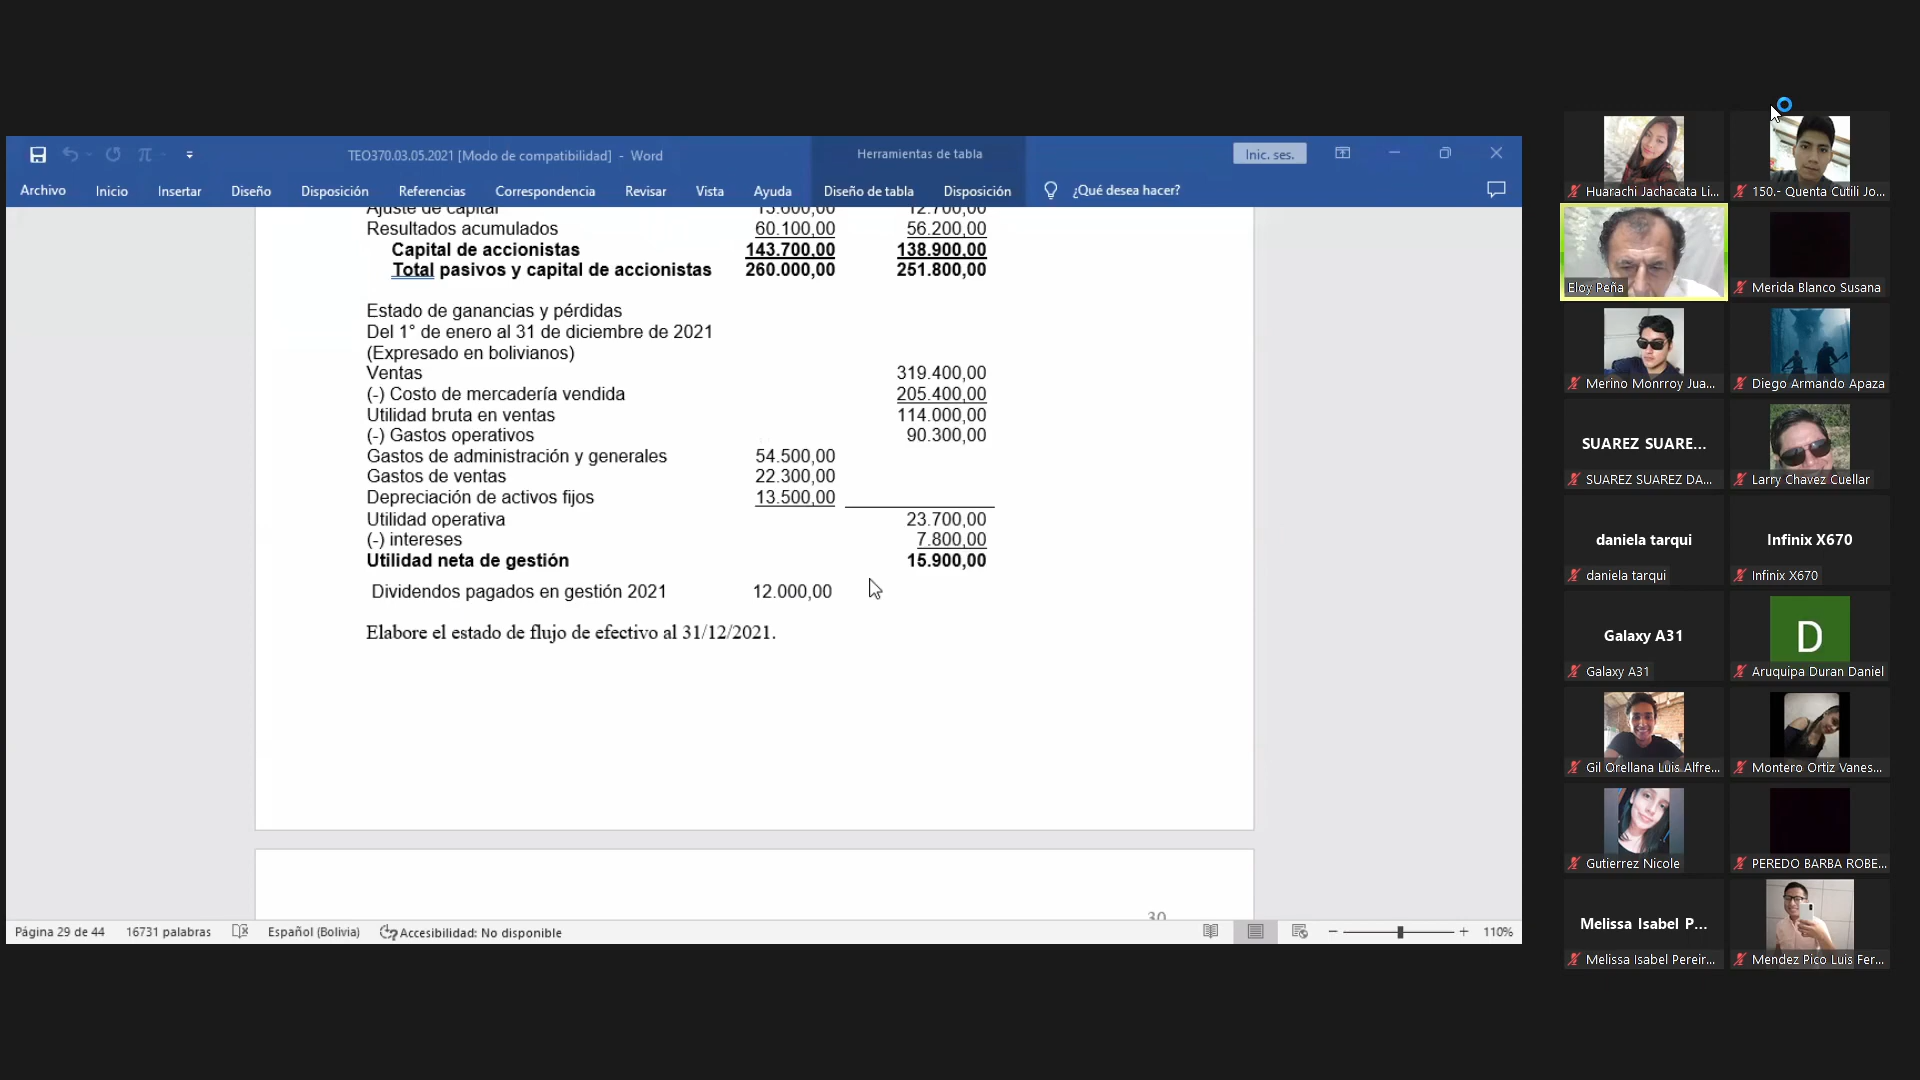 TEO370.03.05.2021 [Modo de compatibilidad] - Word
Herramientas de tabla
Inic. ses.
Archivo Inicio Insertar Diseño Disposición Referencias Correspondencia Revisar Vista Ayuda Diseño de tabla Disposición ¿Qué desea hacer?
Ajuste de capital 13.600,00 12.700,00
Resultados acumulados 60.100,00 56.200,00
Capital de accionistas 143.700,00 138.900,00
Total pasivos y capital de accionistas 260.000,00 251.800,00
Estado de ganancias y pérdidas
Del 1° de enero al 31 de diciembre de 2021
(Expresado en bolivianos)
Ventas 319.400,00
(-) Costo de mercadería vendida 205.400,00
Utilidad bruta en ventas 114.000,00
(-) Gastos operativos 90.300,00
Gastos de administración y generales 54.500,00
Gastos de ventas 22.300,00
Depreciación de activos fijos 13.500,00
Utilidad operativa 23.700,00
(-) intereses 7.800,00
Utilidad neta de gestión 15.900,00
Dividendos pagados en gestión 2021 12.000,00
Elabore el estado de flujo de efectivo al 31/12/2021.
30
Página 29 de 44 16731 palabras Español (Bolivia) Accesibilidad: No disponible 110%
Huarachi Jachacata Li...
150.- Quenta Cutili Jo...
Eloy Peña
Merida Blanco Susana
Merino Monrroy Jua...
Diego Armando Apaza
SUAREZ SUARE...
SUAREZ SUAREZ DA...
Larry Chavez Cuellar
daniela tarqui
daniela tarqui
Infinix X670
Infinix X670
Galaxy A31
Galaxy A31
D
Aruquipa Duran Daniel
Gil Orellana Luis Alfre...
Montero Ortiz Vanes...
Gutierrez Nicole
PEREDO BARBA ROBE...
Melissa Isabel P...
Melissa Isabel Pereir...
Mendez Pico Luis Fer...